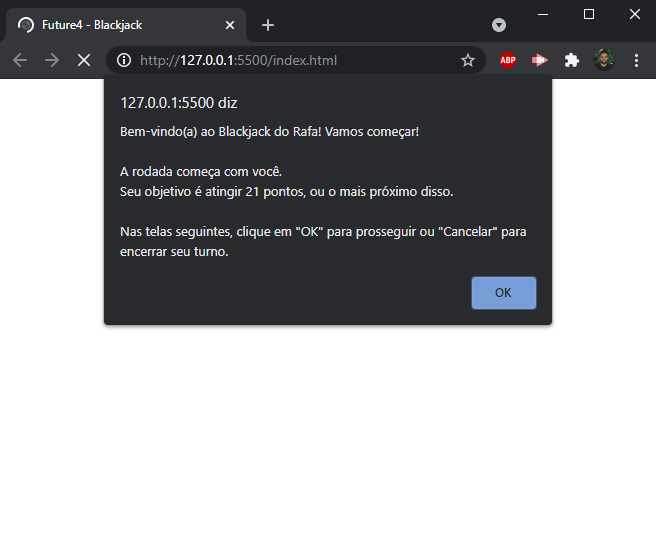 Future4 - Blackjack
http://127.0.0.1:5500/index.html
ABP
127.0.0.1:5500 diz
Bem-vindo(a) ao Blackjack do Rafa! Vamos começar!
A rodada começa com você.
Seu objetivo é atingir 21 pontos, ou o mais próximo disso.
Nas telas seguintes, clique em "OK" para prosseguir ou "Cancelar" para
encerrar seu turno.
OK